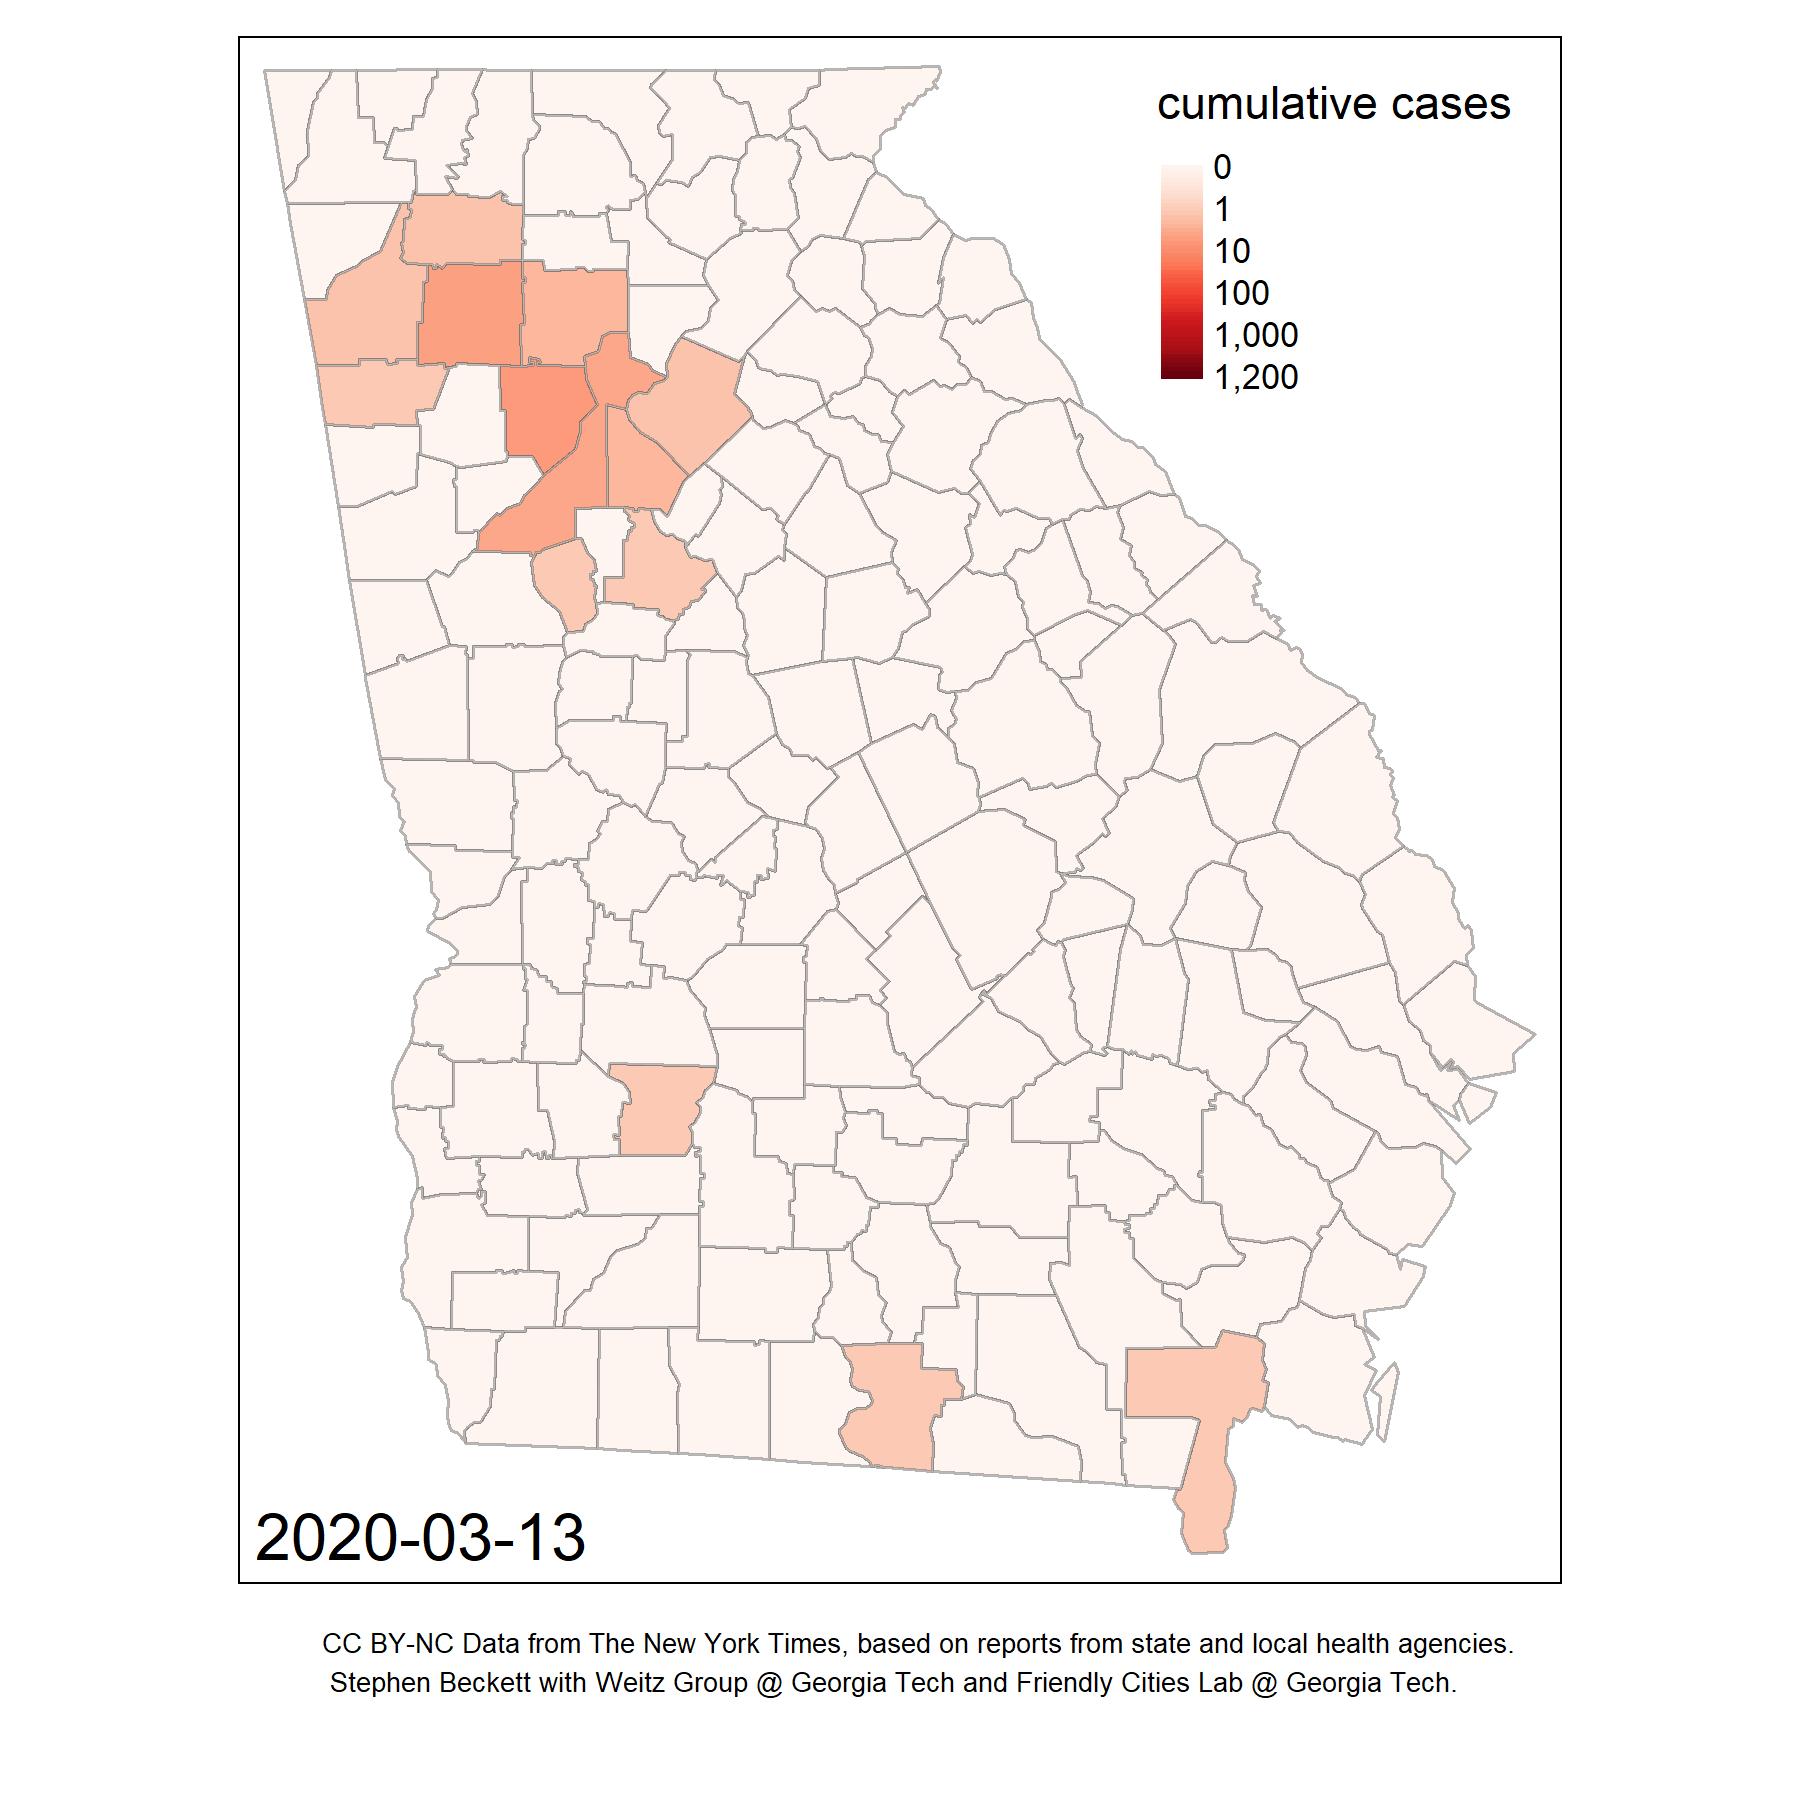 cumulative cases
0
1
10
100
1,000
1,200
2020-03-13
CC BY-NC Data from The New York Times, based on reports from state and local health agencies.
Stephen Beckett with Weitz Group @ Georgia Tech and Friendly Cities Lab @ Georgia Tech.